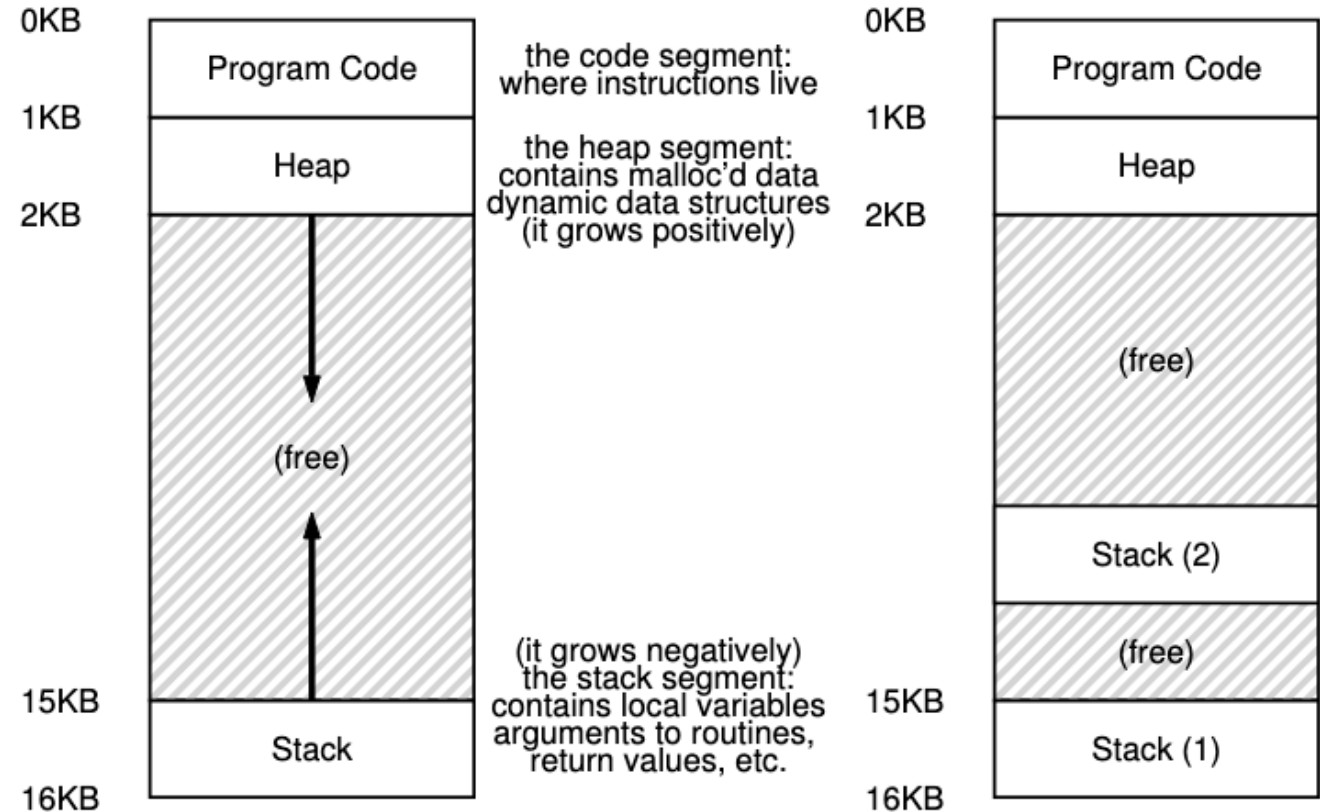 0KB
Program Code
1KB
Heap
2KB
(free)
15KB
Stack
16KB
the code segment:
where instructions live
the heap segment:
contains malloc'd data
dynamic data structures
(it grows positively)
(it grows negatively)
the stack segment:
contains local variables
arguments to routines,
return values, etc.
0KB
Program Code
1KB
Heap
2KB
(free)
Stack (2)
(free)
15KB
Stack (1)
16KB